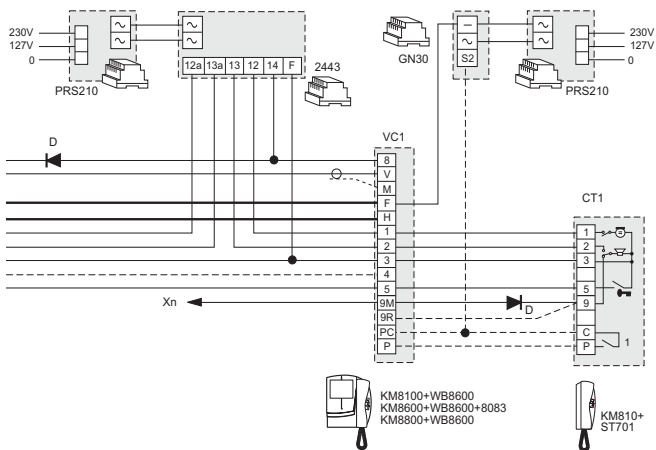 230V
127V
0
PRS210
12a 13a 13 12 14 F
2443
GN30
S2
PRS210
230V
127V
0
D
VC1
8
V
M
F
H
1
2
3
4
5
9M
9R
PC
P
Xn
D
CT1
1
2
3
5
9
C
P
1
KM8100+WB8600
KM8600+WB8600+8083
KM8800+WB8600
KM810+
ST701